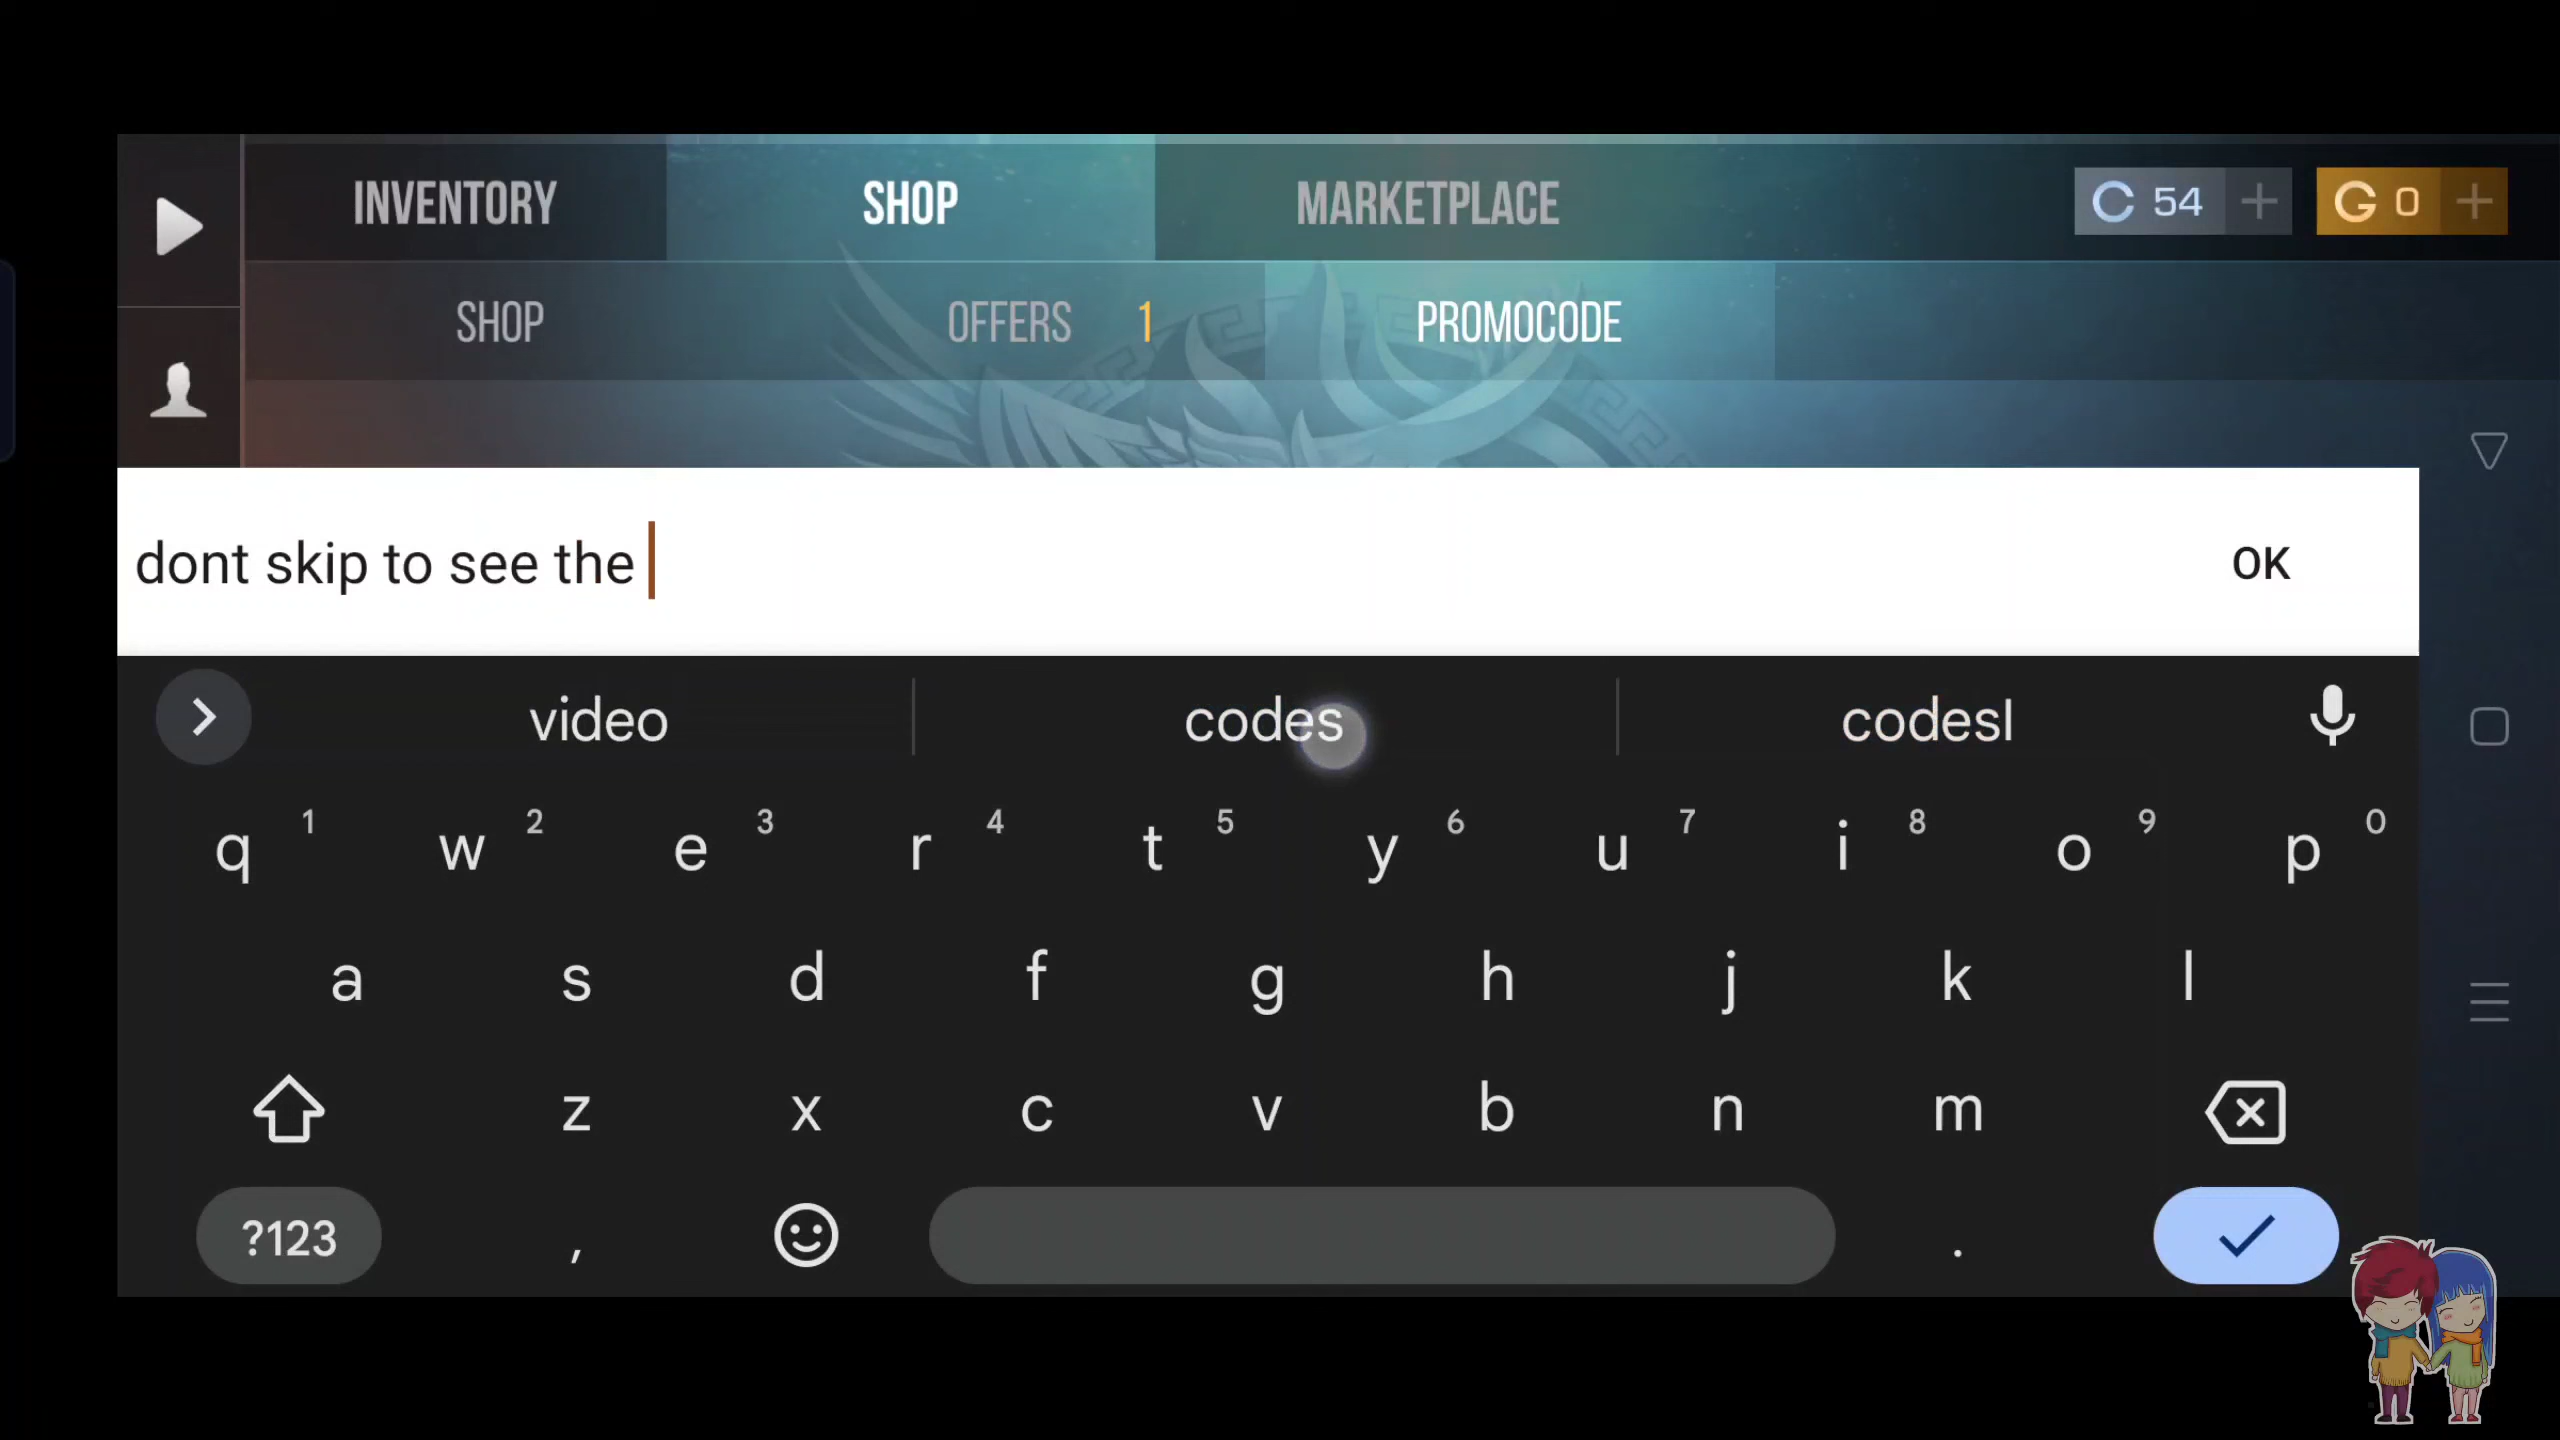 INVENTORY SHOP MARKETPLACE C 54 + G 0 +
SHOP OFFERS 1 PROMOCODE
dont skip to see the OK
video codes codesl
q 1 w 2 e 3 r 4 t 5 y 6 u 7 i 8 o 9 p 0
a s d f g h j k l
z x c v b n m
?123 , .